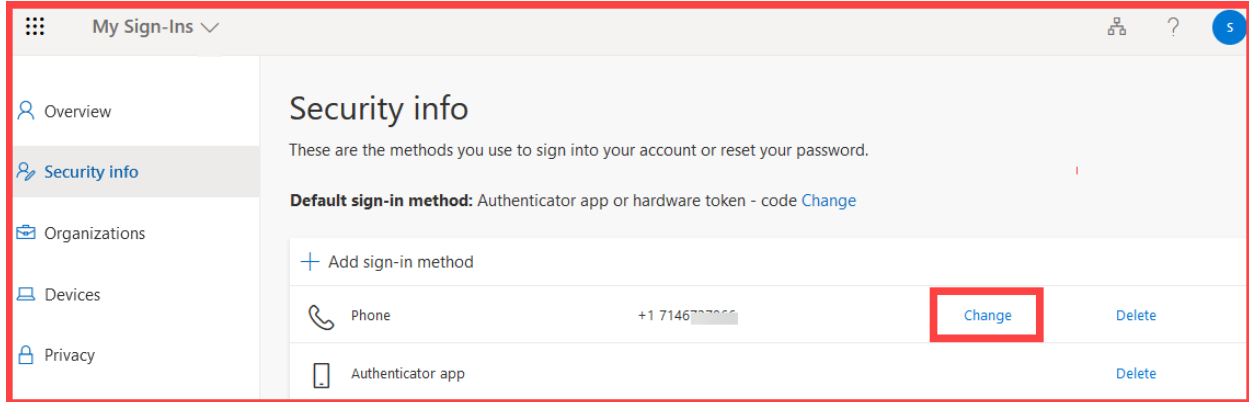 My Sign-Ins
?
S
Overview
Security info
Organizations
Devices
Privacy
Security info
These are the methods you use to sign into your account or reset your password.
Default sign-in method: Authenticator app or hardware token - code Change
Add sign-in method
Phone +1 7146 Change Delete
Authenticator app Delete